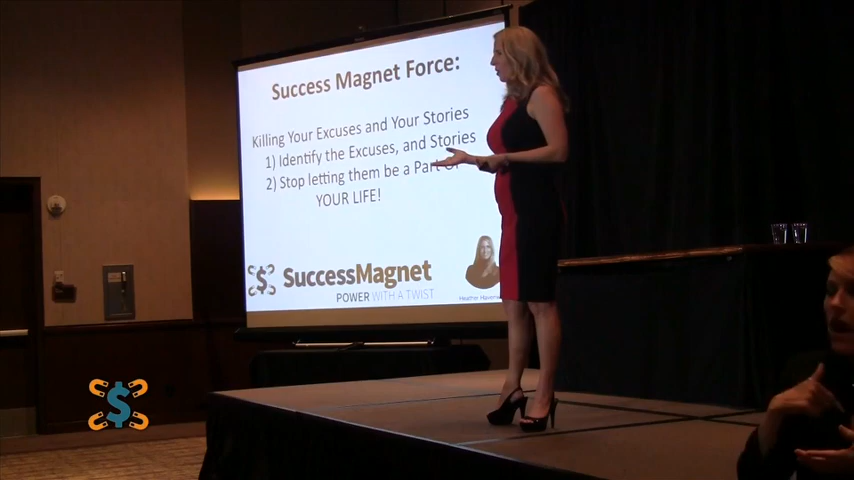 Success Magnet Force:
Killing Your Excuses and Your Stories
1) Identify the Excuses, and Stories
2) Stop letting them be a Part Of
YOUR LIFE!
$ SuccessMagnet
POWER WITH A TWIST
Heather
$